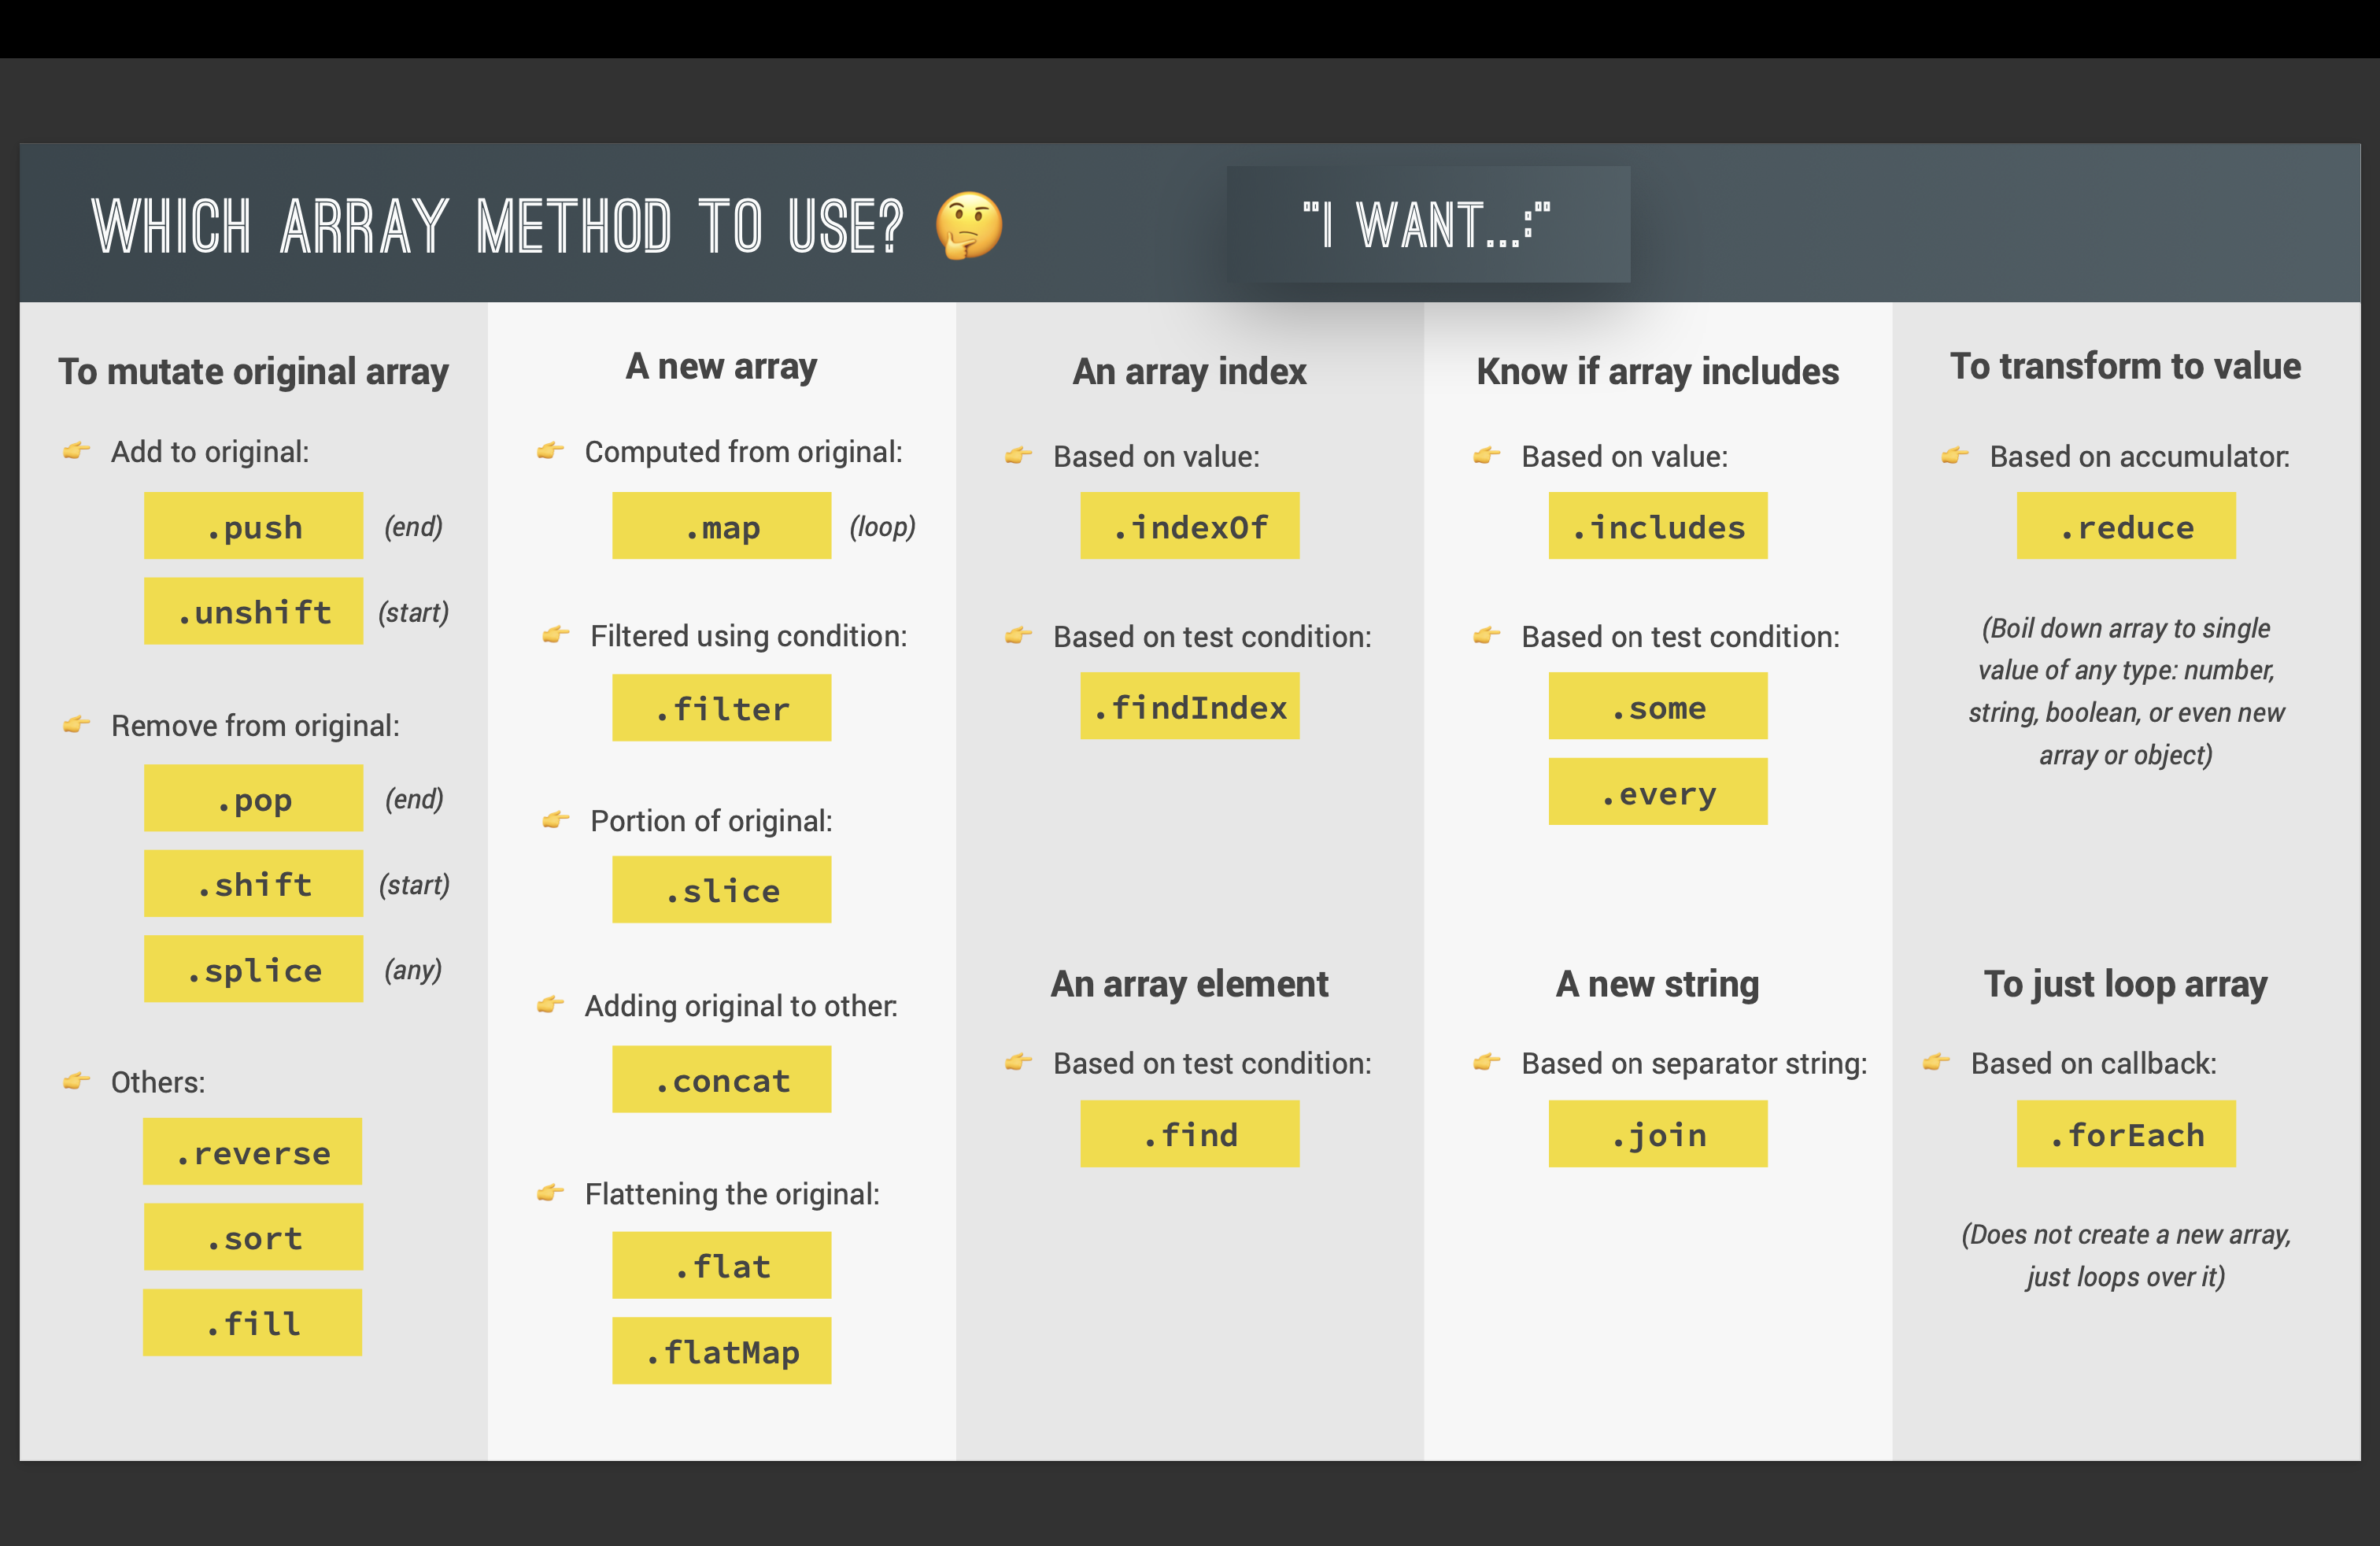 WHICH ARRAY METHOD TO USE? 🤔
"I WANT...:"
To mutate original array
👉 Add to original:
.push (end)
.unshift (start)
👉 Remove from original:
.pop (end)
.shift (start)
.splice (any)
👉 Others:
.reverse
.sort
.fill
A new array
👉 Computed from original:
.map (loop)
👉 Filtered using condition:
.filter
👉 Portion of original:
.slice
👉 Adding original to other:
.concat
👉 Flattening the original:
.flat
.flatMap
An array index
👉 Based on value:
.indexOf
👉 Based on test condition:
.findIndex
An array element
👉 Based on test condition:
.find
Know if array includes
👉 Based on value:
.includes
👉 Based on test condition:
.some
.every
A new string
👉 Based on separator string:
.join
To transform to value
👉 Based on accumulator:
.reduce
(Boil down array to single
value of any type: number,
string, boolean, or even new
array or object)
To just loop array
👉 Based on callback:
.forEach
(Does not create a new array,
just loops over it)